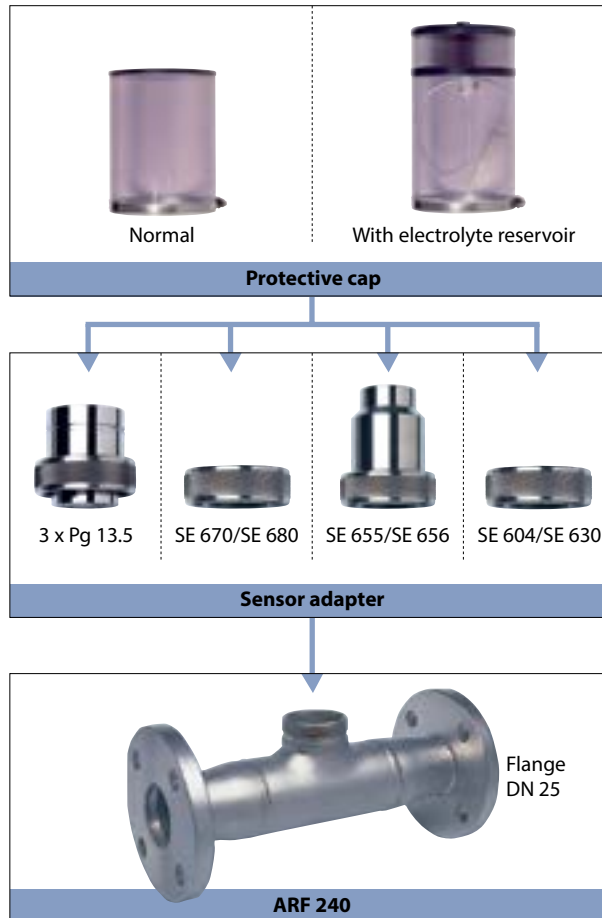 Normal
With electrolyte reservoir
Protective cap
3 x Pg 13.5
SE 670/SE 680
SE 655/SE 656
SE 604/SE 630
Sensor adapter
Flange
DN 25
ARF 240